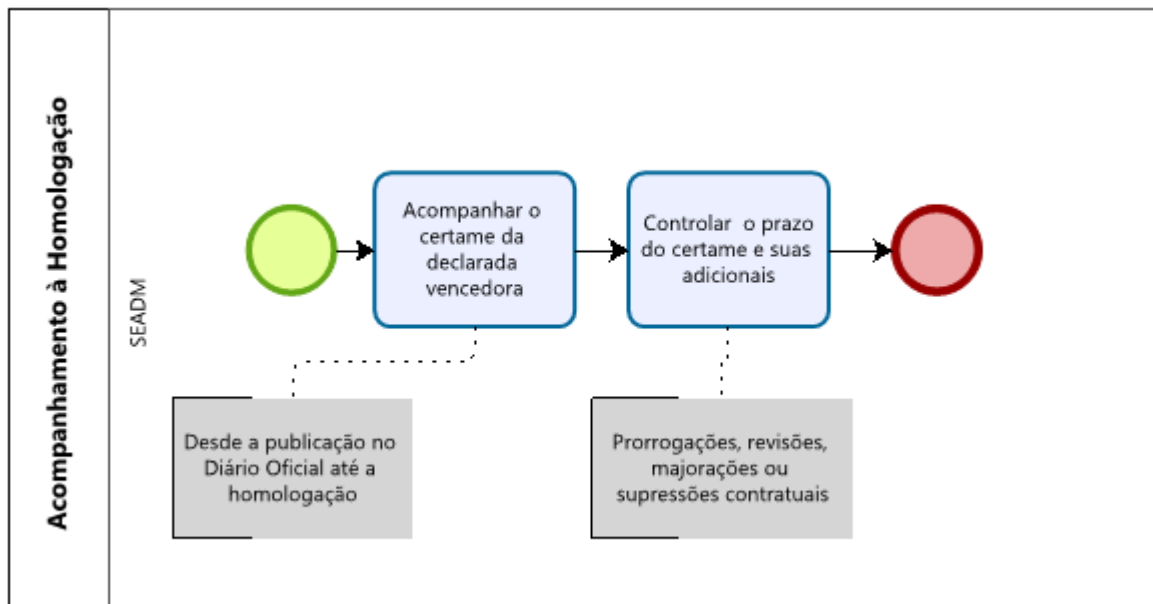 Acompanhamento à Homologação
SEADM
Acompanhar o
certame da
declarada
vencedora
Controlar o prazo
do certame e suas
adicionais
Desde a publicação no
Diário Oficial até a
homologação
Prorrogações, revisões,
majorações ou
supressões contratuais